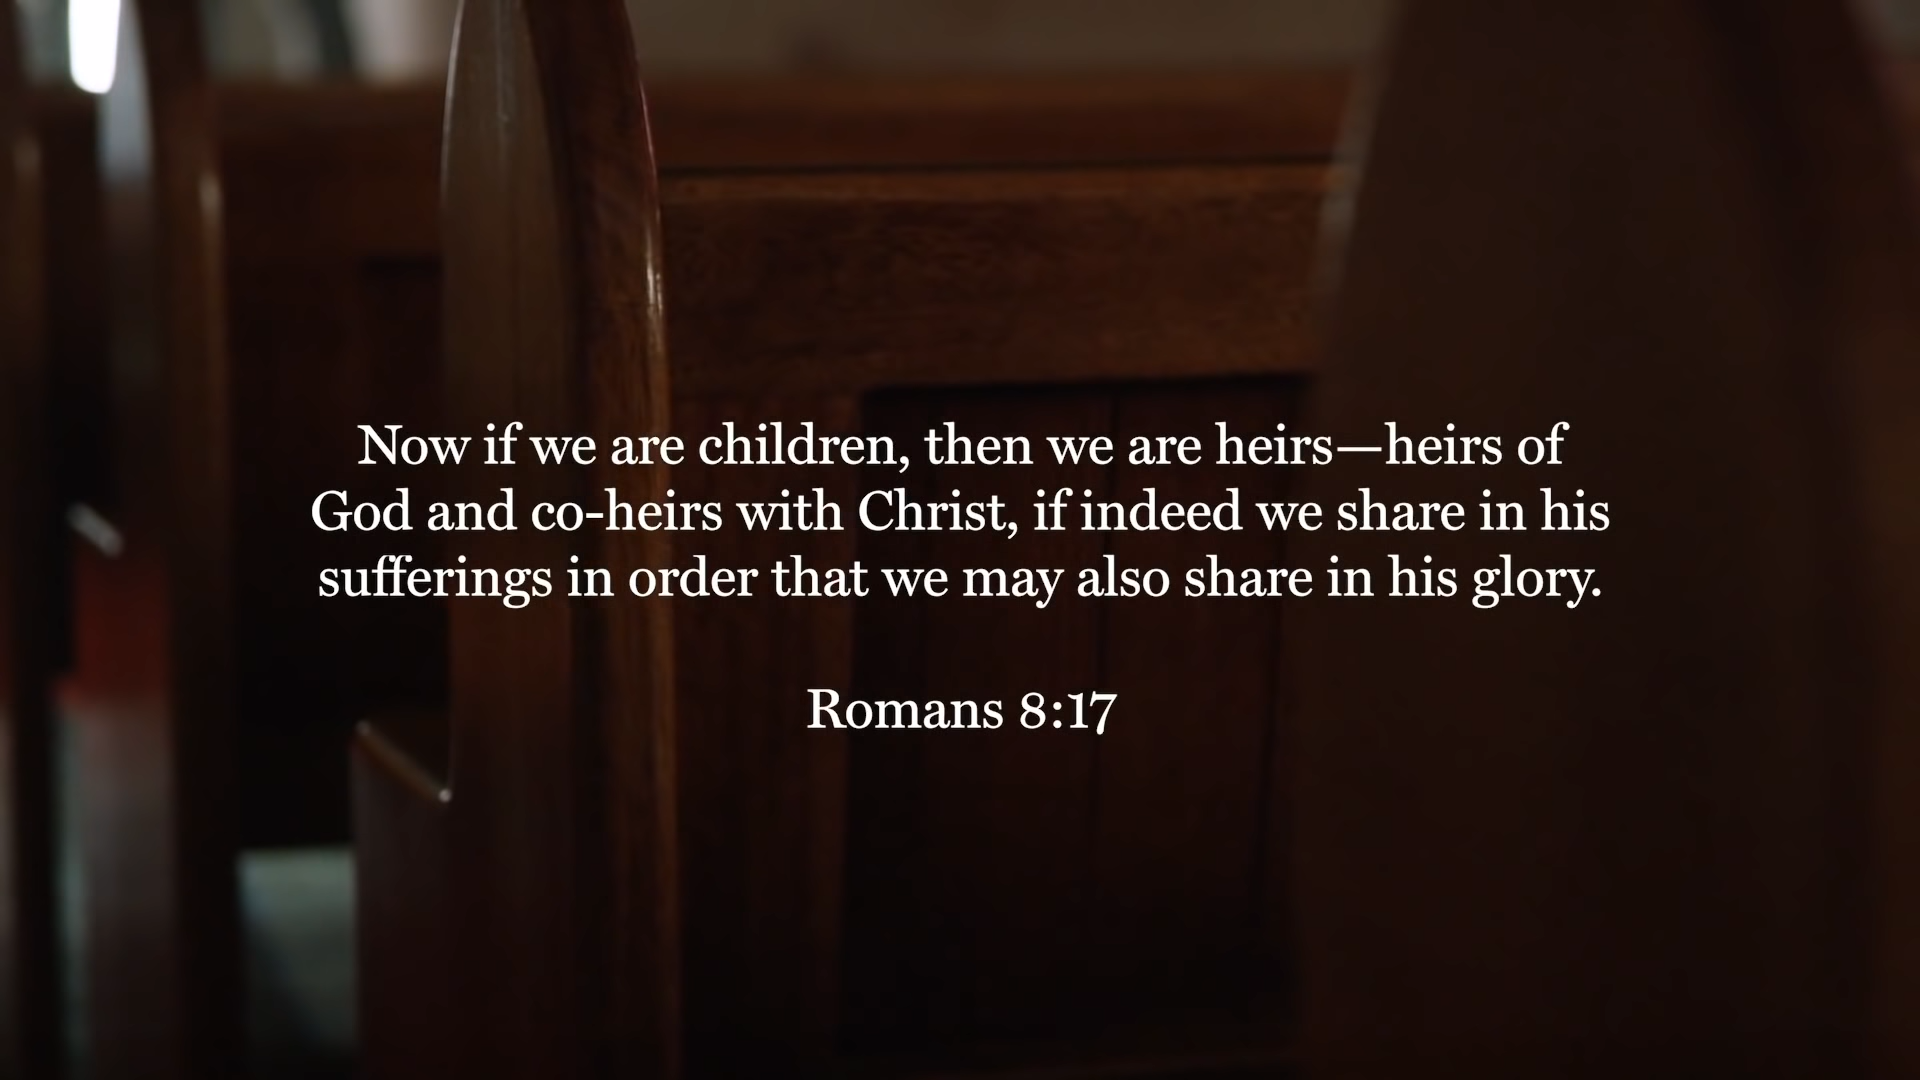 Now if we are children, then we are heirs—heirs of
God and co-heirs with Christ, if indeed we share in his
sufferings in order that we may also share in his glory.
Romans 8:17